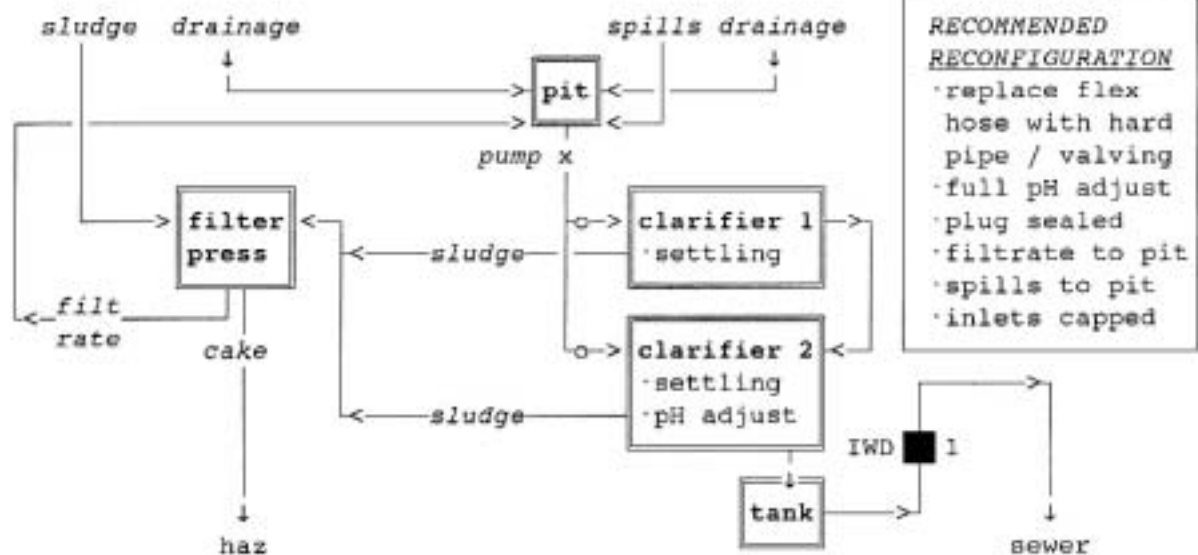 sludge drainage
spills drainage
pit
pump x
filter
press
clarifier 1
·settling
sludge
filt
rate
cake
clarifier 2
·settling
·pH adjust
sludge
IWD 1
tank
haz
sewer
RECOMMENDED
RECONFIGURATION
·replace flex
hose with hard
pipe / valving
·full pH adjust
·plug sealed
·filtrate to pit
·spills to pit
·inlets capped